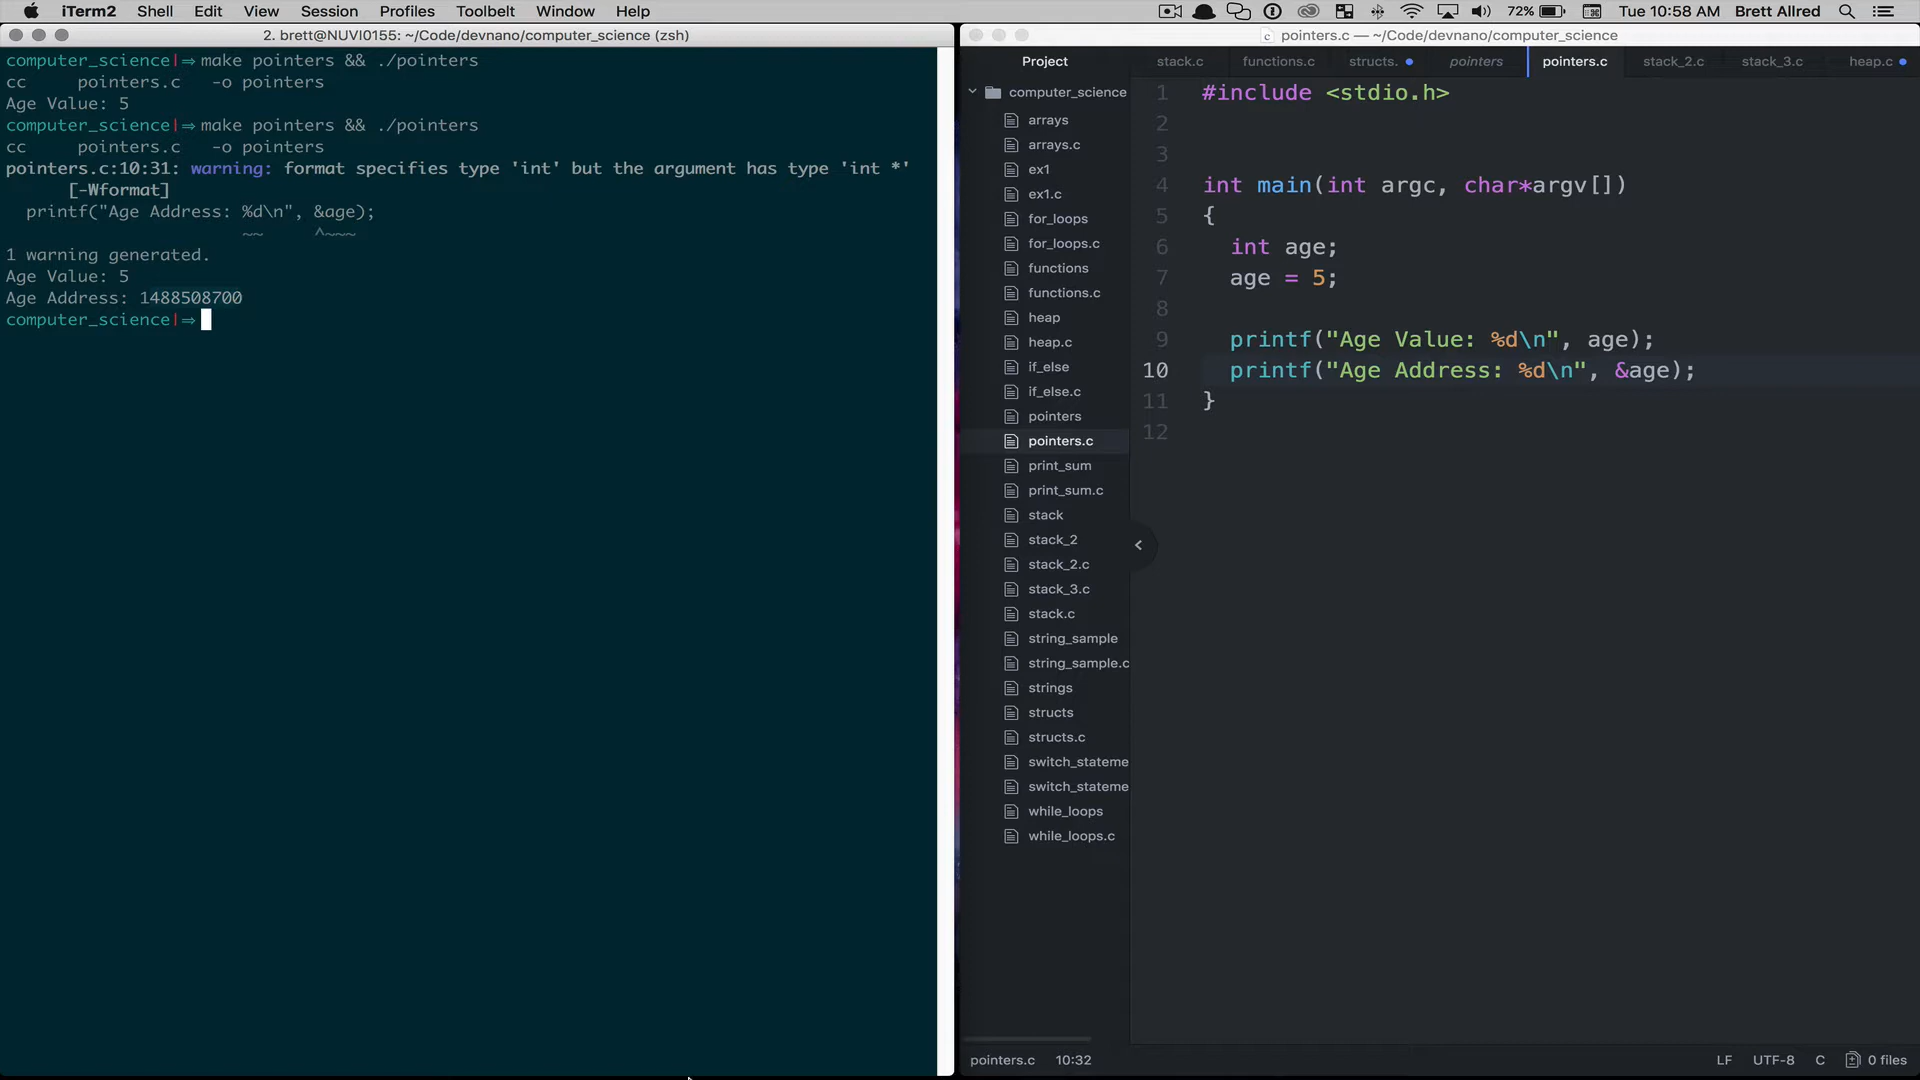 iTerm2 Shell Edit View Session Profiles Toolbelt Window Help 72% Tue 10:58 AM Brett Allred
2. brett@NUVI0155: ~/Code/devnano/computer_science (zsh)
computer_science|⇒ make pointers && ./pointers
cc     pointers.c   -o pointers
Age Value: 5
computer_science|⇒ make pointers && ./pointers
cc     pointers.c   -o pointers
pointers.c:10:31: warning: format specifies type 'int' but the argument has type 'int *'
      [-Wformat]
  printf("Age Address: %d\n", &age);
                       ~~     ^~~~
1 warning generated.
Age Value: 5
Age Address: 1488508700
computer_science|⇒
pointers.c — ~/Code/devnano/computer_science
Project
stack.c functions.c structs. pointers pointers.c stack_2.c stack_3.c heap.c
computer_science
arrays
arrays.c
ex1
ex1.c
for_loops
for_loops.c
functions
functions.c
heap
heap.c
if_else
if_else.c
pointers
pointers.c
print_sum
print_sum.c
stack
stack_2
stack_2.c
stack_3.c
stack.c
string_sample
string_sample.c
strings
structs
structs.c
switch_stateme
switch_stateme
while_loops
while_loops.c
1 #include <stdio.h>
2
3
4 int main(int argc, char*argv[])
5 {
6   int age;
7   age = 5;
8
9   printf("Age Value: %d\n", age);
10   printf("Age Address: %d\n", &age);
11 }
12
pointers.c 10:32 LF UTF-8 C 0 files